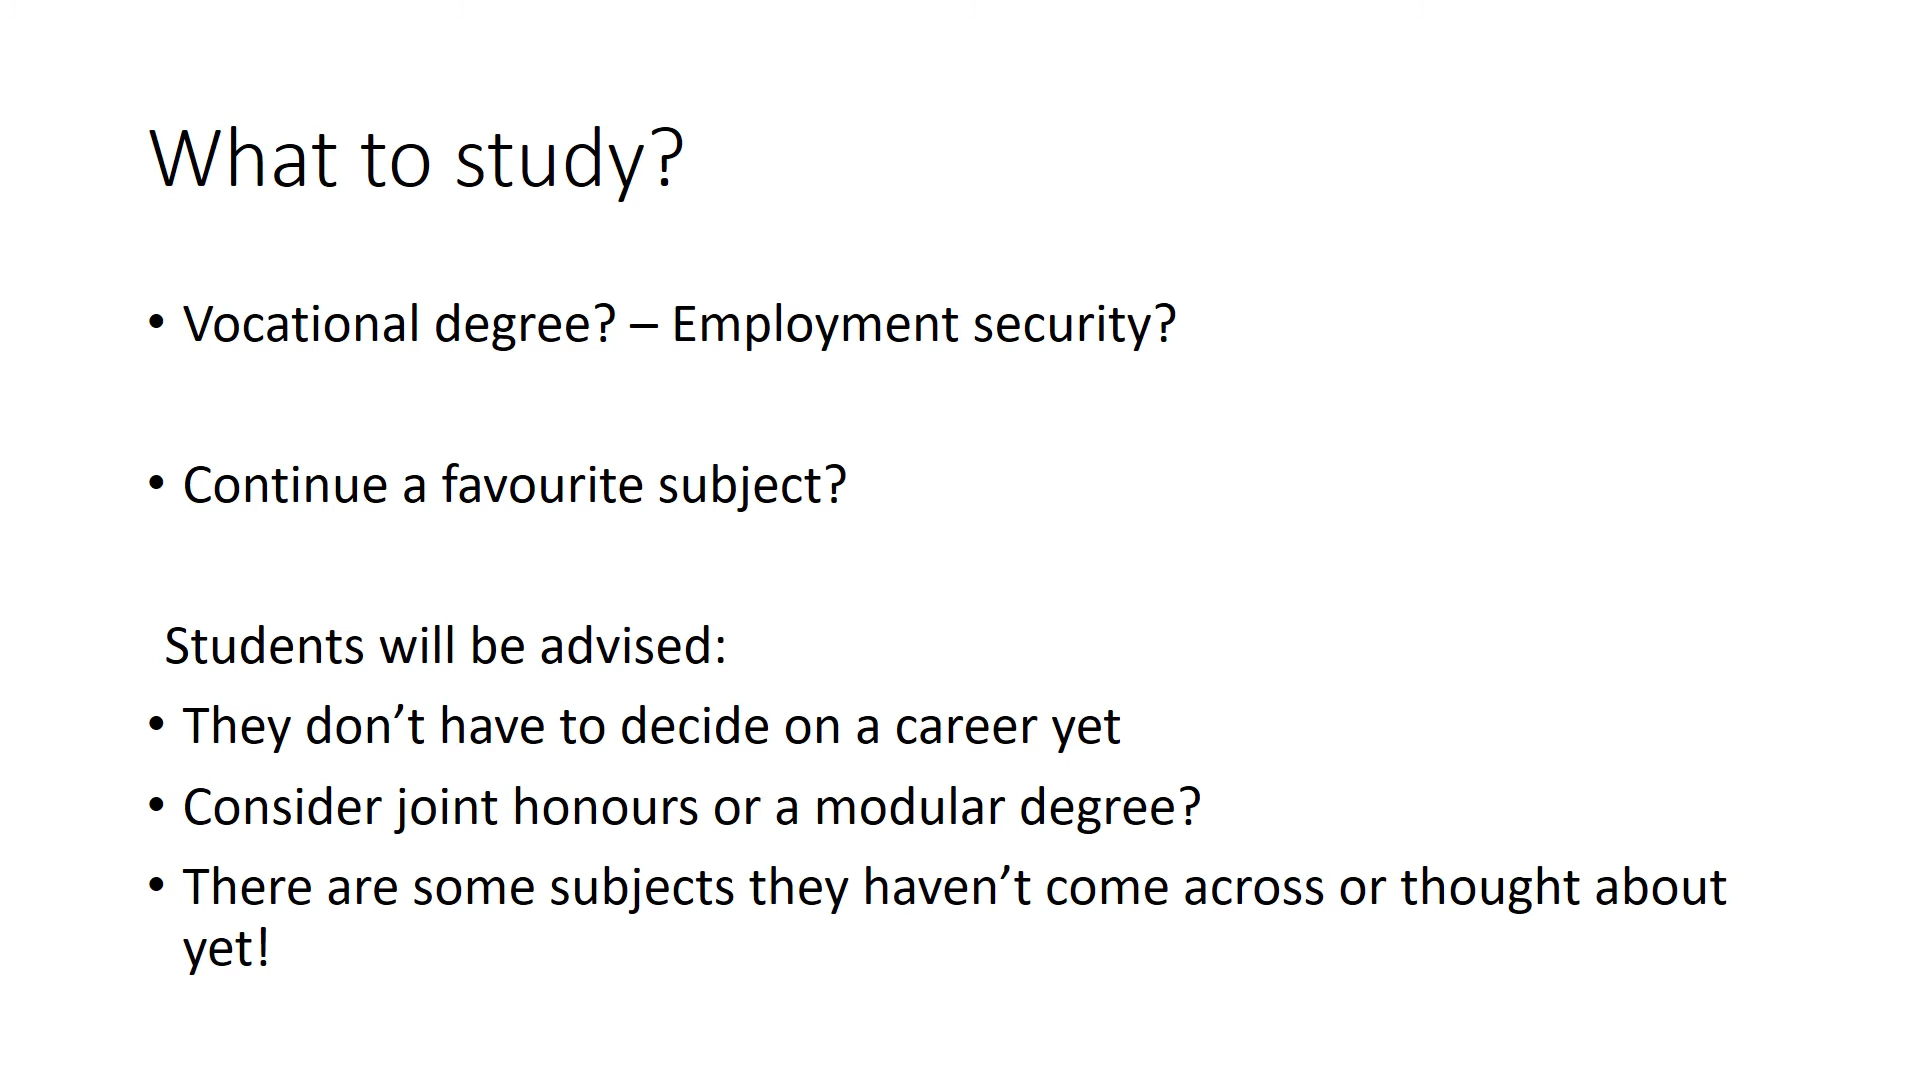 What to study?
• Vocational degree? – Employment security?
• Continue a favourite subject?
Students will be advised:
• They don’t have to decide on a career yet
• Consider joint honours or a modular degree?
• There are some subjects they haven’t come across or thought about
yet!